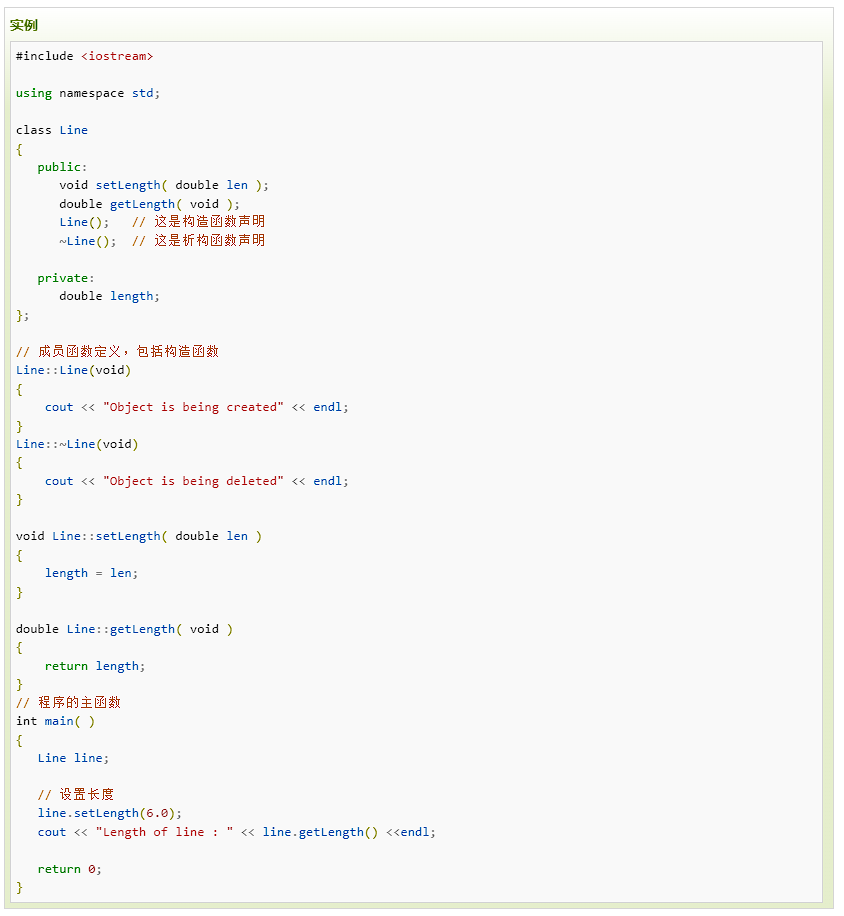 实例
#include <iostream>

using namespace std;

class Line
{
   public:
      void setLength( double len );
      double getLength( void );
      Line();   // 这是构造函数声明
      ~Line();  // 这是析构函数声明

   private:
      double length;
};

// 成员函数定义，包括构造函数
Line::Line(void)
{
    cout << "Object is being created" << endl;
}
Line::~Line(void)
{
    cout << "Object is being deleted" << endl;
}

void Line::setLength( double len )
{
    length = len;
}

double Line::getLength( void )
{
    return length;
}
// 程序的主函数
int main( )
{
   Line line;

   // 设置长度
   line.setLength(6.0);
   cout << "Length of line : " << line.getLength() <<endl;

   return 0;
}